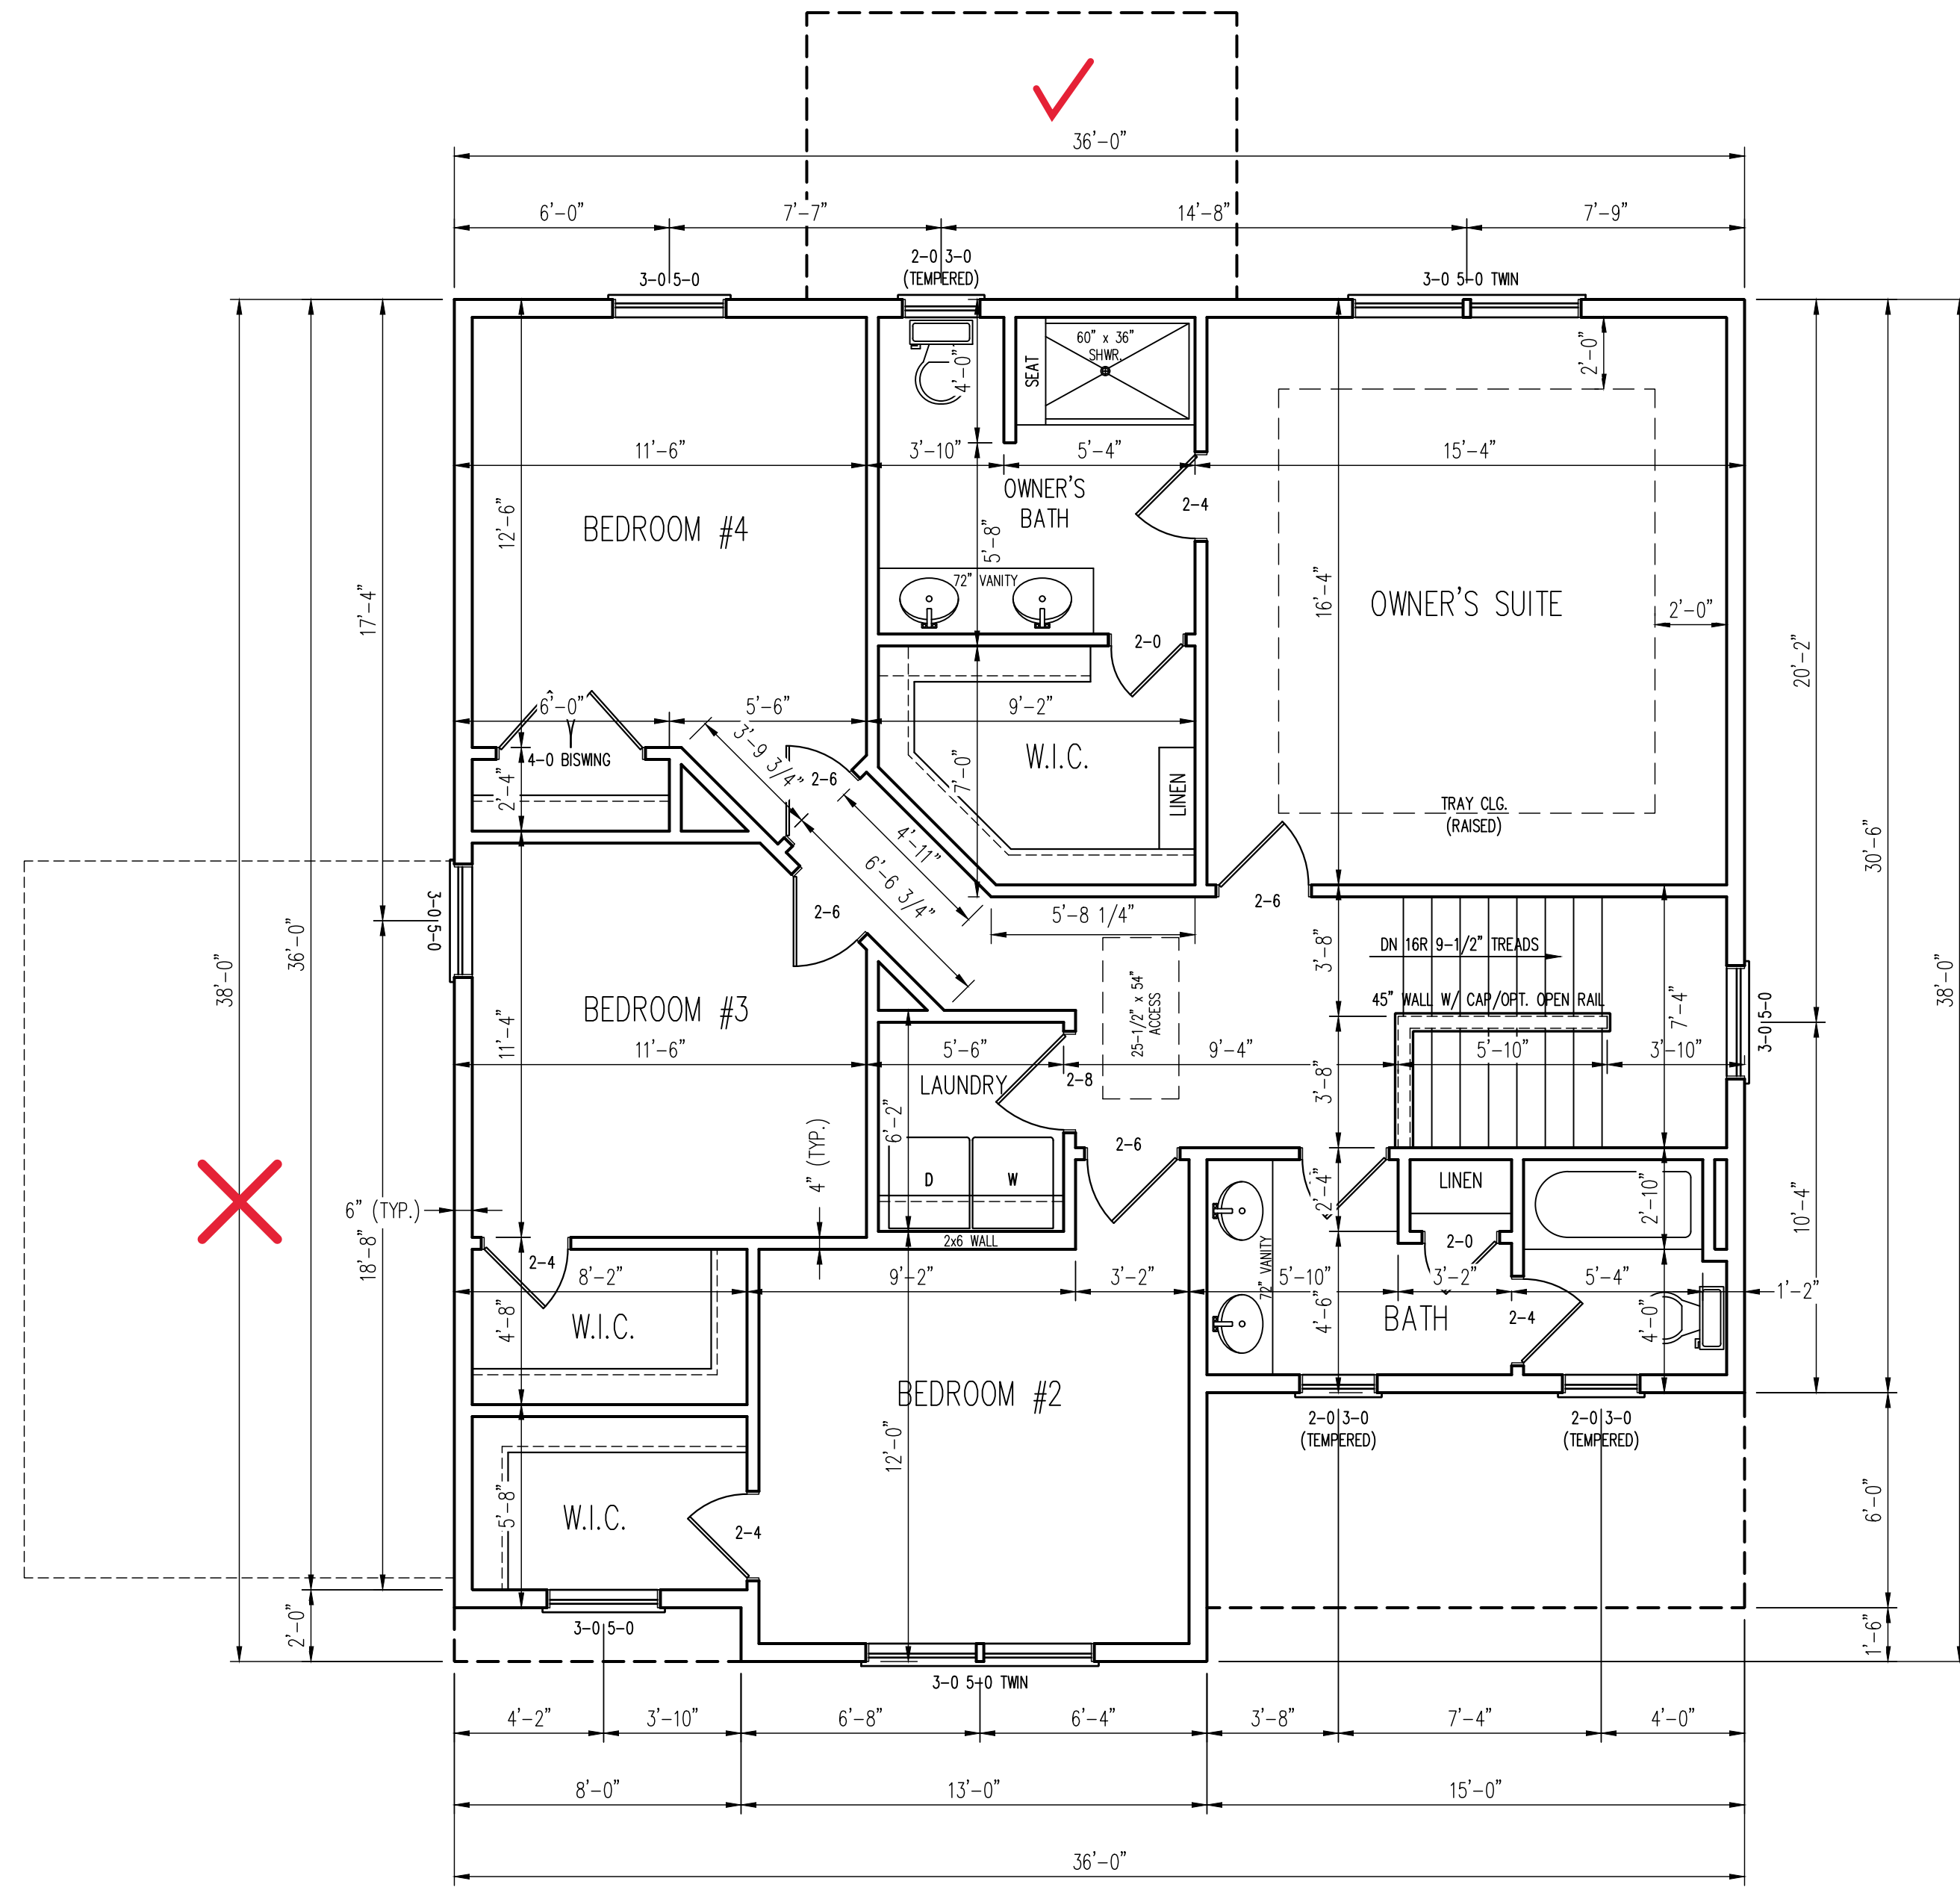 36'-0"
6'-0"
7'-7"
14'-8"
7'-9"
2-0 3-0
(TEMPERED)
3-0 5-0
3-0 5-0 TWIN
60" x 36"
SHWR.
SEAT
4'-0"
2'-0"
11'-6"
3'-10"
5'-4"
15'-4"
OWNER'S
BATH
2-4
12'-6"
BEDROOM #4
5'-8"
72" VANITY
16'-4"
OWNER'S SUITE
2'-0"
17'-4"
20'-2"
2-0
6'-0"
5'-6"
9'-2"
3'-9 3/4"
4-0 BISWING
2-6
W.I.C.
7'-0"
LINEN
2'-4"
TRAY CLG.
(RAISED)
4'-11"
6'-6 3/4"
30'-6"
3-0 5-0
2-6
5'-8 1/4"
2-6
36'-0"
38'-0"
3'-8"
DN 16R 9-1/2" TREADS
38'-0"
BEDROOM #3
25-1/2" x 54"
ACCESS
45" WALL W/ CAP/OPT. OPEN RAIL
7'-4"
3-0 5-0
11'-4"
11'-6"
5'-6"
9'-4"
5'-10"
3'-10"
LAUNDRY
2-8
3'-8"
6'-2"
4" (TYP.)
2-6
D
W
LINEN
2'-4"
2'-10"
10'-4"
6" (TYP.)
18'-8"
2x6 WALL
2-0
2-4
8'-2"
9'-2"
3'-2"
72" VANITY
5'-10"
3'-2"
5'-4"
1'-2"
W.I.C.
4'-8"
4'-6"
BATH
2-4
4'-0"
BEDROOM #2
2-0 3-0
(TEMPERED)
2-0 3-0
(TEMPERED)
12'-0"
5'-8"
W.I.C.
2-4
6'-0"
2'-0"
3-0 5-0
1'-6"
3-0 5-0 TWIN
4'-2"
3'-10"
6'-8"
6'-4"
3'-8"
7'-4"
4'-0"
8'-0"
13'-0"
15'-0"
36'-0"